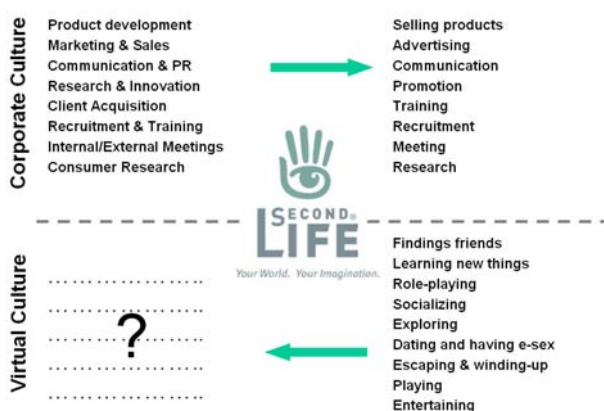 Corporate Culture
Product development
Marketing & Sales
Communication & PR
Research & Innovation
Client Acquisition
Recruitment & Training
Internal/External Meetings
Consumer Research
Selling products
Advertising
Communication
Promotion
Training
Recruitment
Meeting
Research
SECOND®
LIFE
Your World. Your Imagination.
Virtual Culture
........................
........................
?
........................
........................
........................
Findings friends
Learning new things
Role-playing
Socializing
Exploring
Dating and having e-sex
Escaping & winding-up
Playing
Entertaining